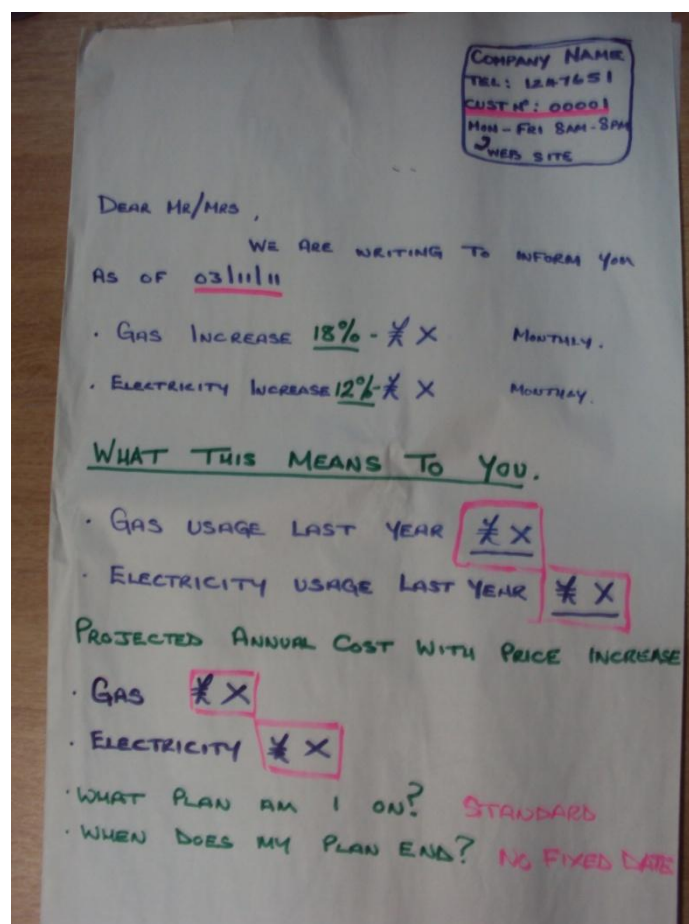 COMPANY NAME
TEL: 1247651
CUST Nº: 00001
MON - FRI 8AM - 8PM
WEB SITE
DEAR MR/MRS,
WE ARE WRITING TO INFORM YOU
AS OF 03/11/11
· GAS INCREASE 18% - X MONTHLY.
· ELECTRICITY INCREASE 12% - X MONTHLY.
WHAT THIS MEANS TO YOU.
· GAS USAGE LAST YEAR X
· ELECTRICITY USAGE LAST YEAR X
PROJECTED ANNUAL COST WITH PRICE INCREASE
· GAS X
· ELECTRICITY X
· WHAT PLAN AM I ON? STANDARD
· WHEN DOES MY PLAN END? NO FIXED DATE